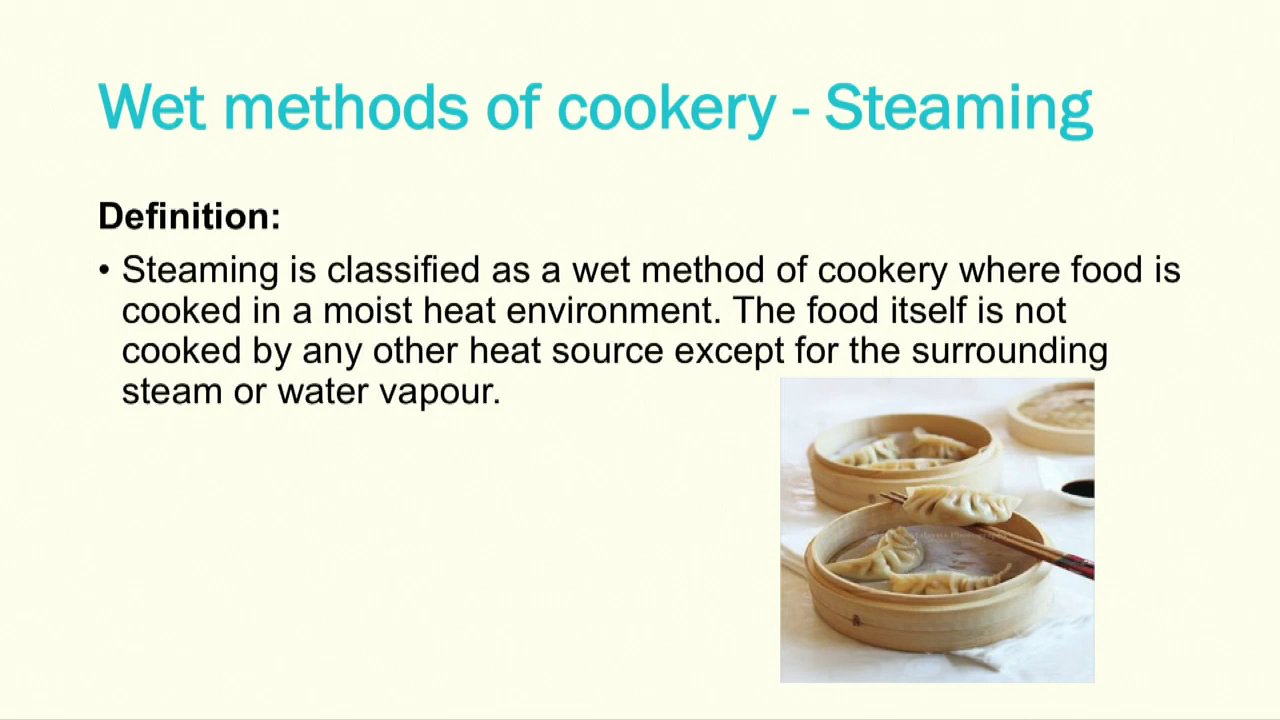 Wet methods of cookery - Steaming
Definition:
• Steaming is classified as a wet method of cookery where food is
cooked in a moist heat environment. The food itself is not
cooked by any other heat source except for the surrounding
steam or water vapour.